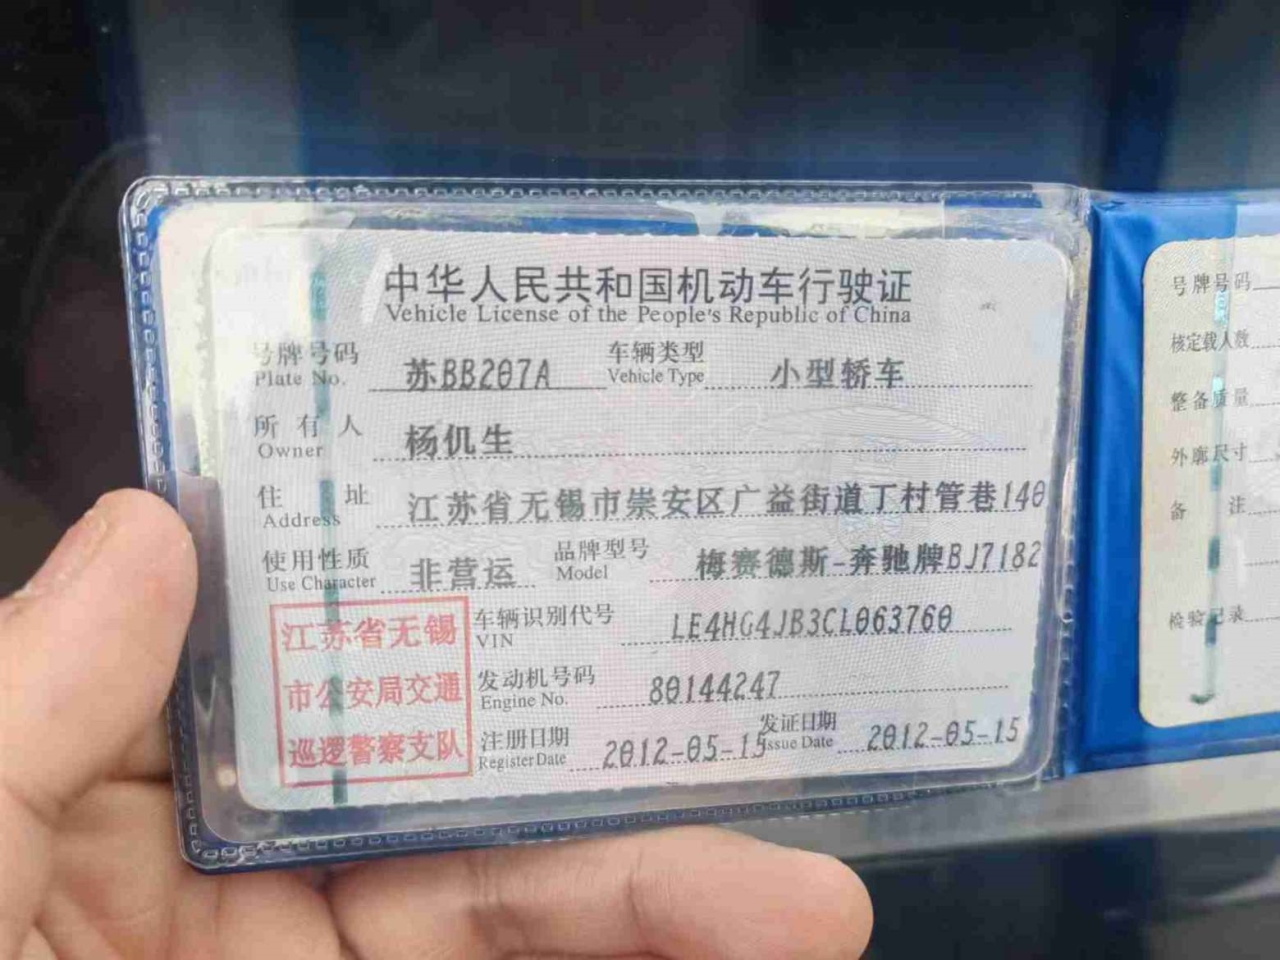 中华人民共和国机动车行驶证
Vehicle License of the People's Republic of China
号牌号码 苏BB207A 车辆类型 小型轿车
Plate No. Vehicle Type
所有人 杨仉生
Owner
住址 江苏省无锡市崇安区广益街道丁村管巷140
Address
使用性质 非营运 品牌型号 梅赛德斯-奔驰牌BJ7182
Use Character Model
江苏省无锡
市公安局交通
巡逻警察支队
车辆识别代号 LE4HG4JB3CL063760
VIN
发动机号码 80144247
Engine No.
注册日期 2012-05-15 发证日期 2012-05-15
Register Date Issue Date
号牌号码
核定载人数
整备质量
外廓尺寸
备注
检验记录